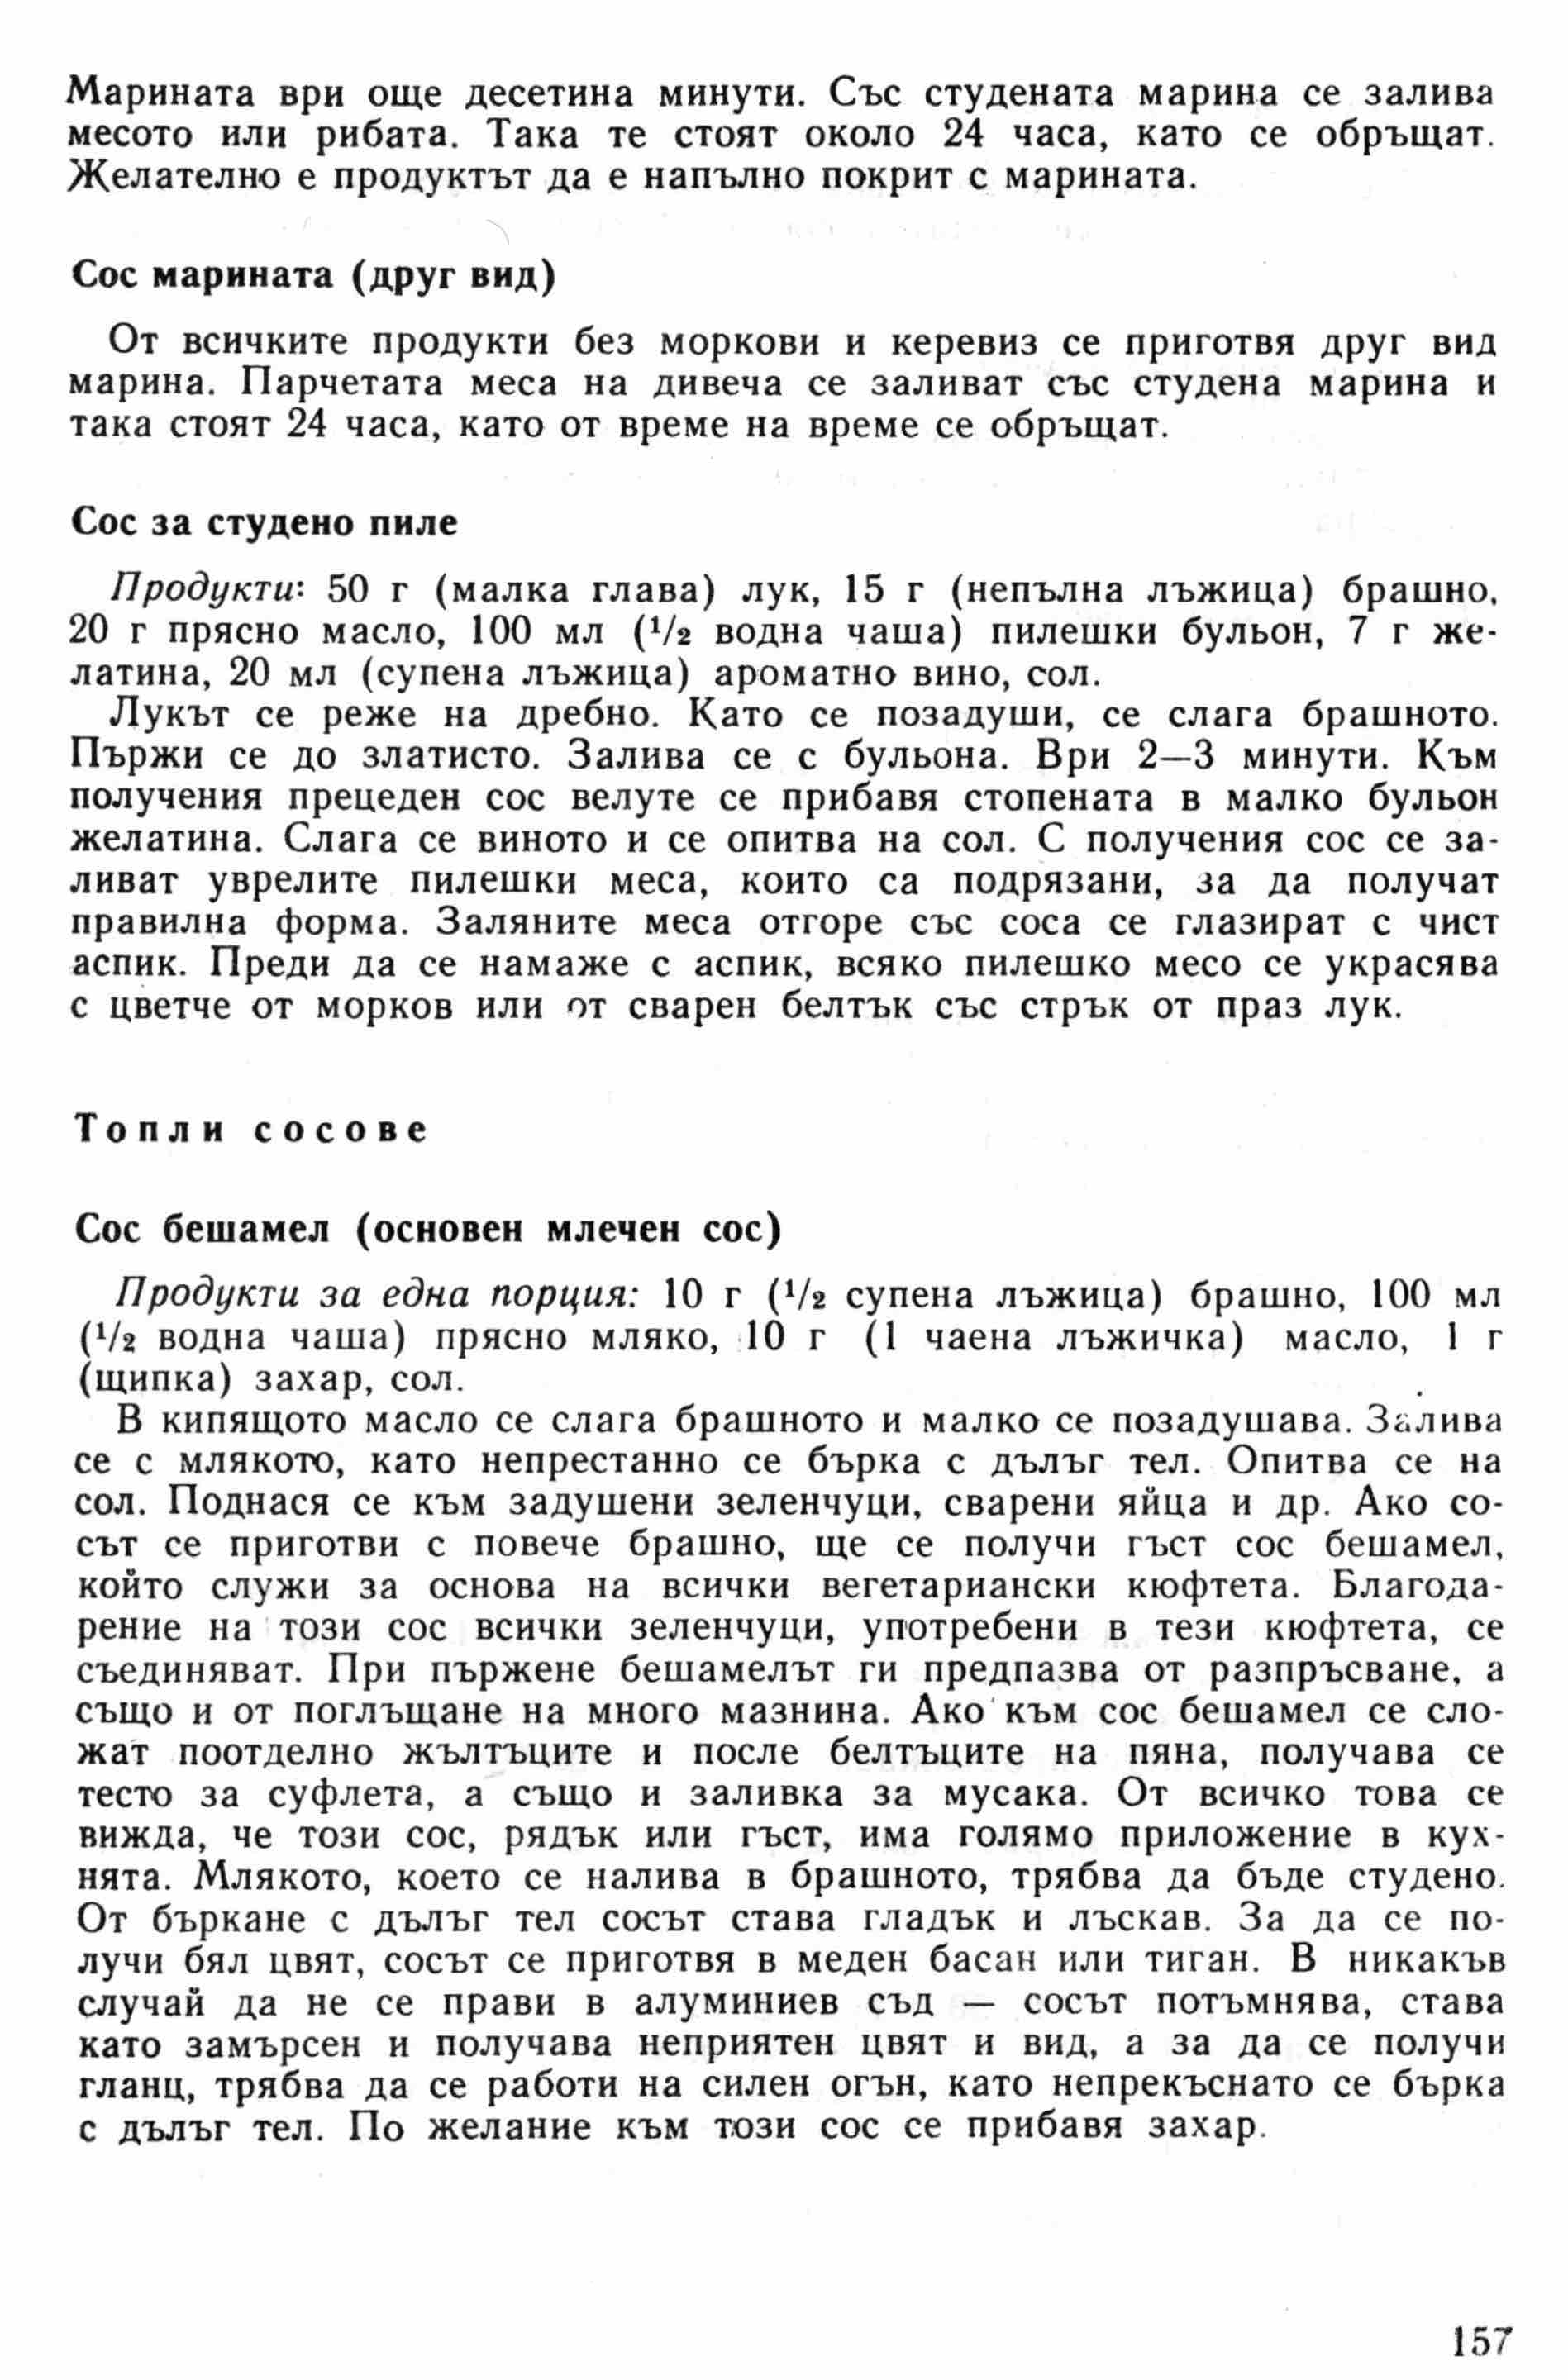 Марината ври още десетина минути. Със студената марина се залива
месото или рибата. Така те стоят около 24 часа, като се обръщат.
Желателно е продуктът да е напълно покрит с марината.
Сос марината (друг вид)
От всичките продукти без моркови и керевиз се приготвя друг вид
марина. Парчетата меса на дивеча се заливат със студена марина и
така стоят 24 часа, като от време на време се обръщат.
Сос за студено пиле
Продукти: 50 г (малка глава) лук, 15 г (непълна лъжица) брашно,
20 г прясно масло, 100 мл (1/2 водна чаша) пилешки бульон, 7 г же-
латина, 20 мл (супена лъжица) ароматно вино, сол.
Лукът се реже на дребно. Като се позадуши, се слага брашното.
Пържи се до златисто. Залива се с бульона. Ври 2—3 минути. Към
получения прецеден сос велуте се прибавя стопената в малко бульон
желатина. Слага се виното и се опитва на сол. С получения сос се за-
ливат уврелите пилешки меса, които са подрязани, за да получат
правилна форма. Заляните меса отгоре със соса се глазират с чист
аспик. Преди да се намаже с аспик, всяко пилешко месо се украсява
с цветче от морков или от сварен белтък със стрък от праз лук.
Топли сосове
Сос бешамел (основен млечен сос)
Продукти за една порция: 10 г (1/2 супена лъжица) брашно, 100 мл
(1/2 водна чаша) прясно мляко, 10 г (1 чаена лъжичка) масло, 1 г
(щипка) захар, сол.
В кипящото масло се слага брашното и малко се позадушава. Залива
се с млякото, като непрестанно се бърка с дълъг тел. Опитва се на
сол. Поднася се към задушени зеленчуци, сварени яйца и др. Ако со-
сът се приготви с повече брашно, ще се получи гъст сос бешамел,
който служи за основа на всички вегетариански кюфтета. Благода-
рение на този сос всички зеленчуци, употребени в тези кюфтета, се
съединяват. При пържене бешамелът ги предпазва от разпръсване, а
също и от поглъщане на много мазнина. Ако към сос бешамел се сло-
жат поотделно жълтъците и после белтъците на пяна, получава се
тесто за суфлета, а също и заливка за мусака. От всичко това се
вижда, че този сос, рядък или гъст, има голямо приложение в кух-
нята. Млякото, което се налива в брашното, трябва да бъде студено.
От бъркане с дълъг тел сосът става гладък и лъскав. За да се по-
лучи бял цвят, сосът се приготвя в меден басан или тиган. В никакъв
случай да не се прави в алуминиев съд — сосът потъмнява, става
като замърсен и получава неприятен цвят и вид, а за да се получи
гланц, трябва да се работи на силен огън, като непрекъснато се бърка
с дълъг тел. По желание към този сос се прибавя захар.
157